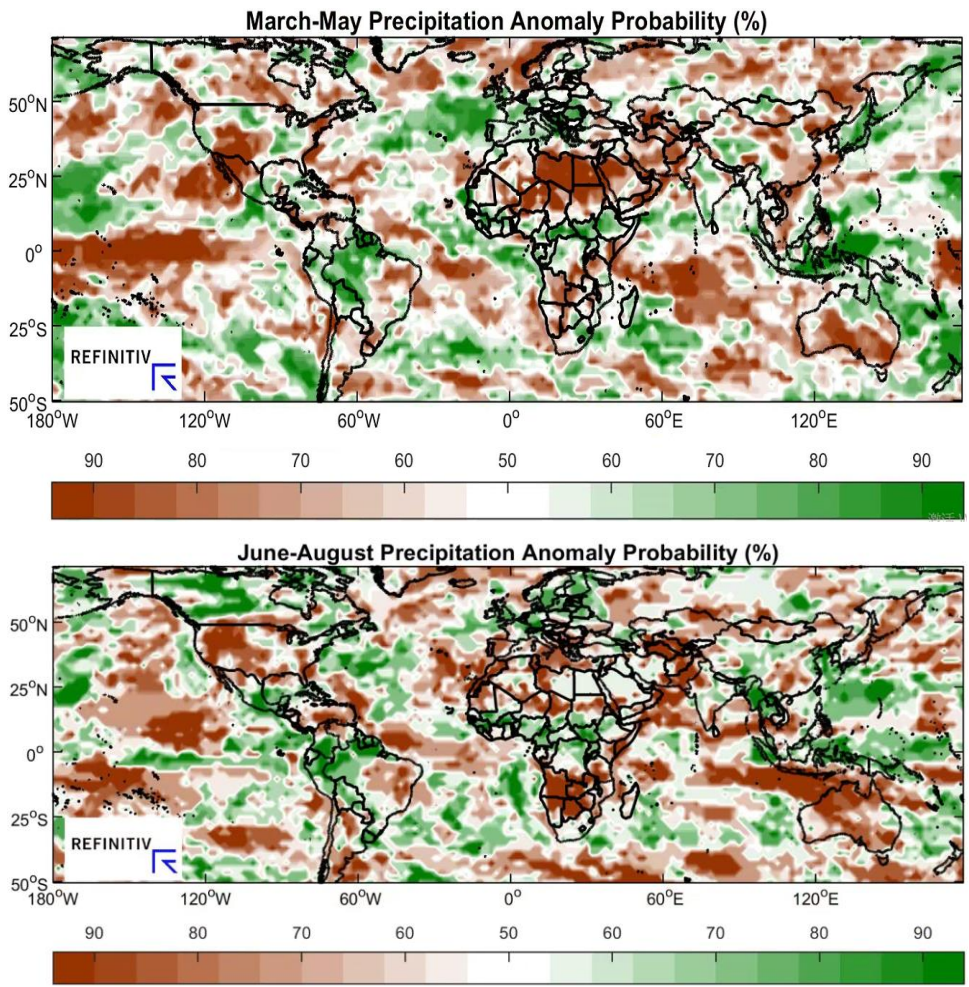 March-May Precipitation Anomaly Probability (%)
50°N
25°N
0°
25°S
REFINITIV
50°S
180°W 120°W 60°W 0° 60°E 120°E
90 80 70 60 50 60 70 80 90
激活
June-August Precipitation Anomaly Probability (%)
50°N
25°N
0°
25°S
REFINITIV
50°S
180°W 120°W 60°W 0° 60°E 120°E
90 80 70 60 50 60 70 80 90